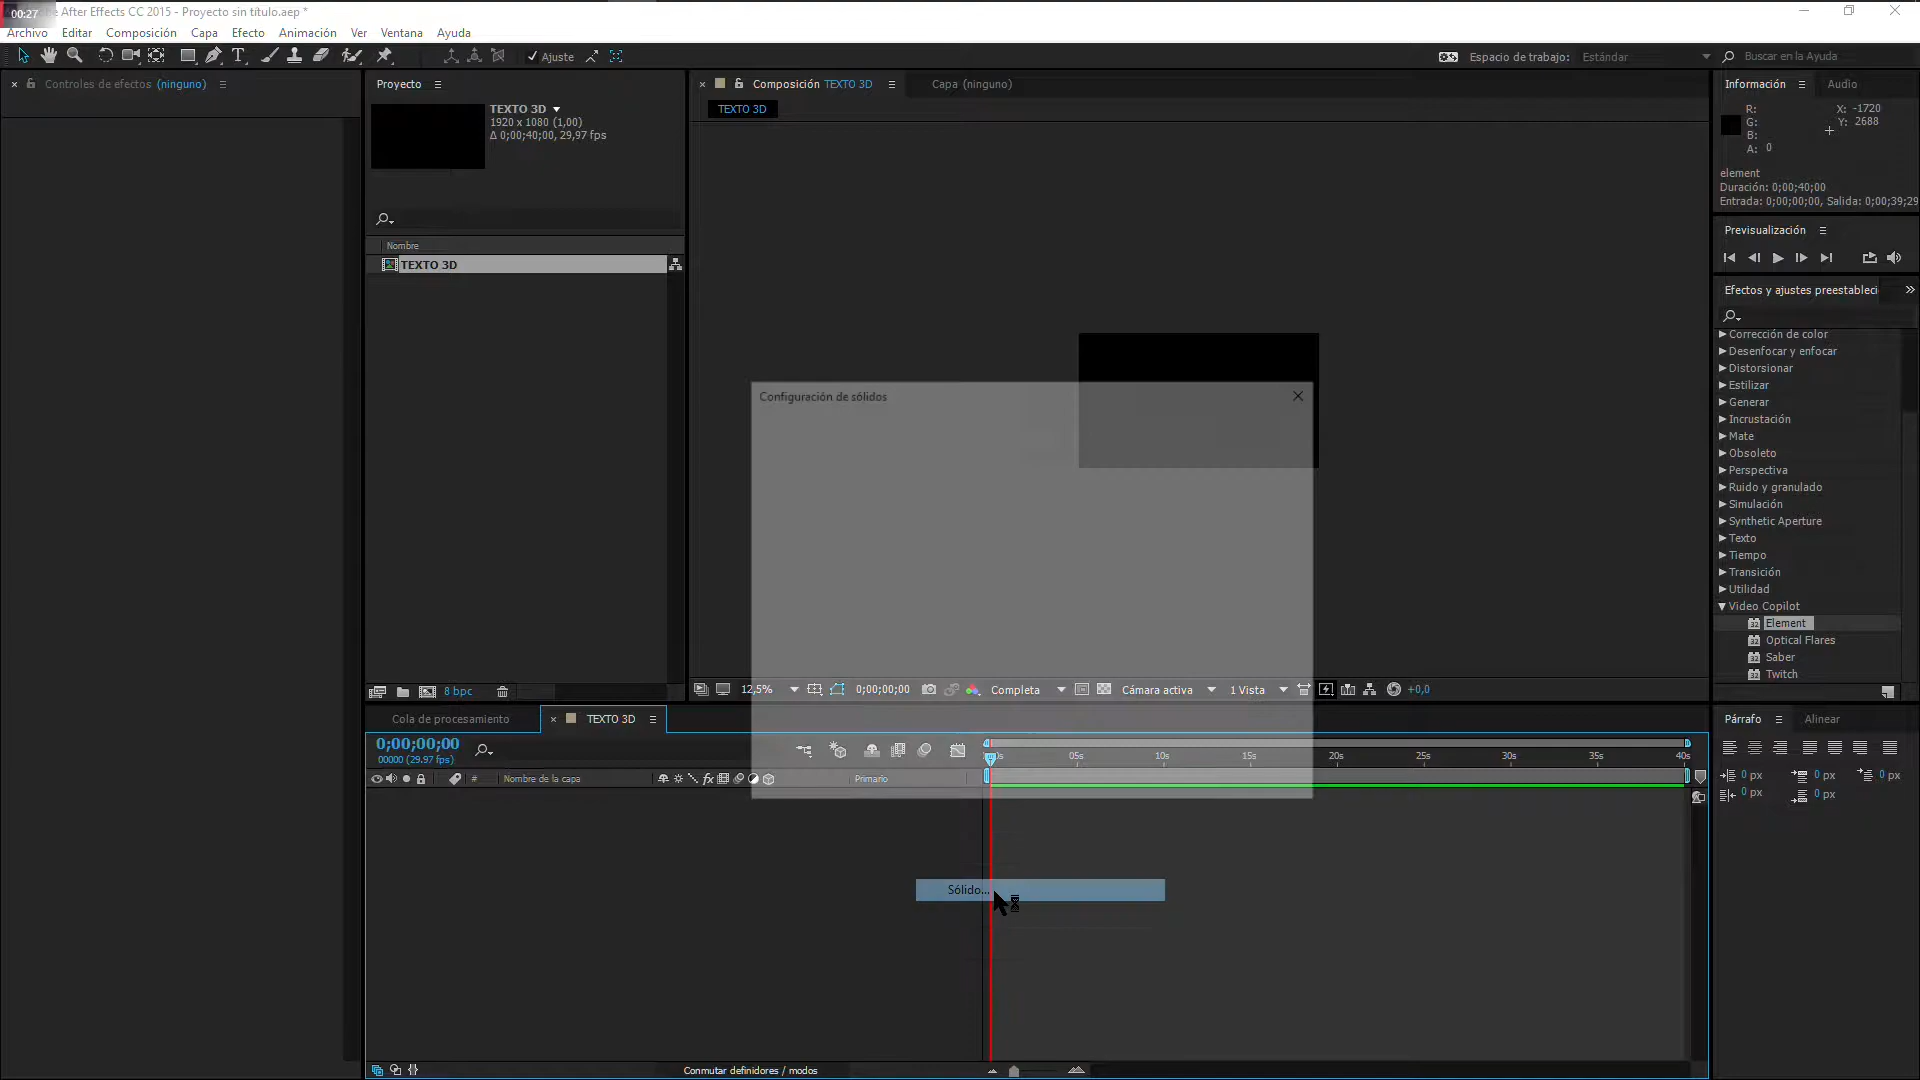 00:27
After Effects CC 2015 - Proyecto sin título.aep *
Archivo Editar Composición Capa Efecto Animación Ver Ventana Ayuda
Ajuste
Espacio de trabajo: Estándar
Buscar en la Ayuda
Controles de efectos (ninguno)
Proyecto
TEXTO 3D
1920 x 1080 (1,00)
Δ 0;00;40;00, 29,97 fps
Nombre
TEXTO 3D
8 bpc
Composición TEXTO 3D
Capa (ninguno)
TEXTO 3D
Configuración de sólidos
12,5%
0;00;00;00
Completa
Cámara activa
1 Vista
+0,0
Información
Audio
R:
G:
B:
A: 0
X: -1720
Y: 2688
element
Duración: 0;00;40;00
Entrada: 0;00;00;00, Salida: 0;00;39;29
Previsualización
Efectos y ajustes preestableci
Corrección de color
Desenfocar y enfocar
Distorsionar
Estilizar
Generar
Incrustación
Mate
Obsoleto
Perspectiva
Ruido y granulado
Simulación
Synthetic Aperture
Texto
Tiempo
Transición
Utilidad
Video Copilot
Element
Optical Flares
Saber
Twitch
Cola de procesamiento
TEXTO 3D
0;00;00;00
00000 (29.97 fps)
# Nombre de la capa
fx
Primario
05s 10s 15s 20s 25s 30s 35s 40s
Sólido...
Conmutar definidores / modos
Párrafo
Alinear
0 px 0 px 0 px
0 px 0 px